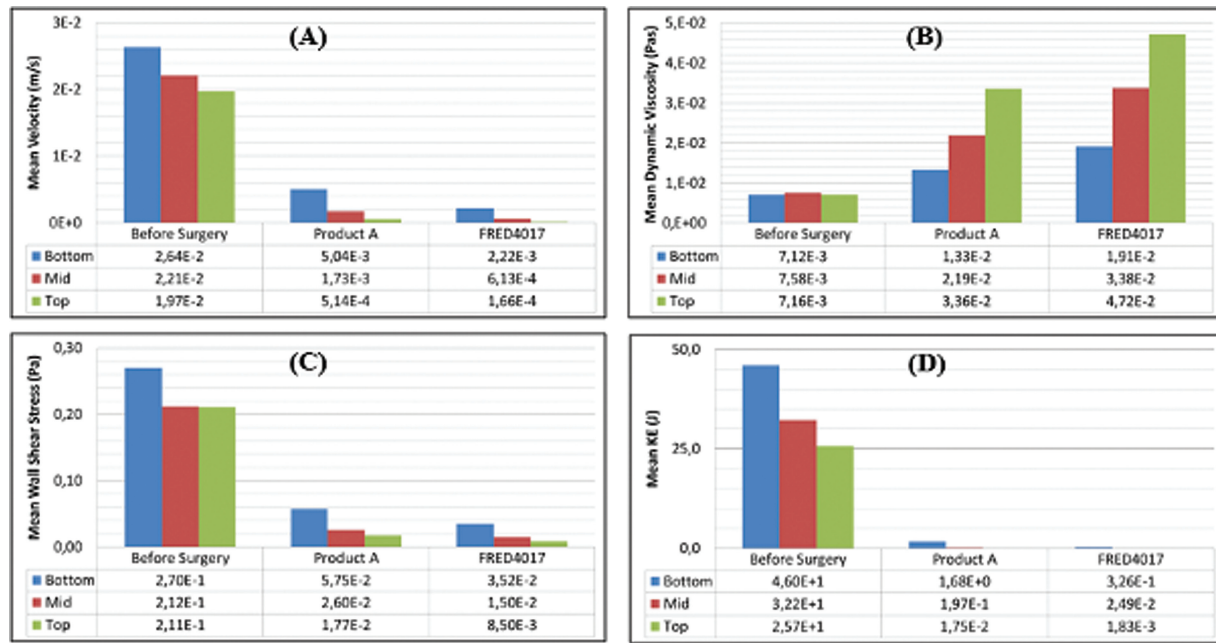 (A)
Mean Velocity (m/s)
3E-2
2E-2
1E-2
0E+0
Before Surgery Product A FRED4017
Bottom 2,64E-2 5,04E-3 2,22E-3
Mid 2,21E-2 1,73E-3 6,13E-4
Top 1,97E-2 5,14E-4 1,66E-4
(B)
Mean Dynamic Viscosity (Pas)
5,E-02
4,E-02
3,E-02
2,E-02
1,E-02
0,E+00
Before Surgery Product A FRED4017
Bottom 7,12E-3 1,33E-2 1,91E-2
Mid 7,58E-3 2,19E-2 3,38E-2
Top 7,16E-3 3,36E-2 4,72E-2
(C)
Mean Wall Shear Stress (Pa)
0,30
0,20
0,10
0,00
Before Surgery Product A FRED4017
Bottom 2,70E-1 5,75E-2 3,52E-2
Mid 2,12E-1 2,60E-2 1,50E-2
Top 2,11E-1 1,77E-2 8,50E-3
(D)
Mean KE (J)
50,0
25,0
0,0
Before Surgery Product A FRED4017
Bottom 4,60E+1 1,68E+0 3,26E-1
Mid 3,22E+1 1,97E-1 2,49E-2
Top 2,57E+1 1,75E-2 1,83E-3